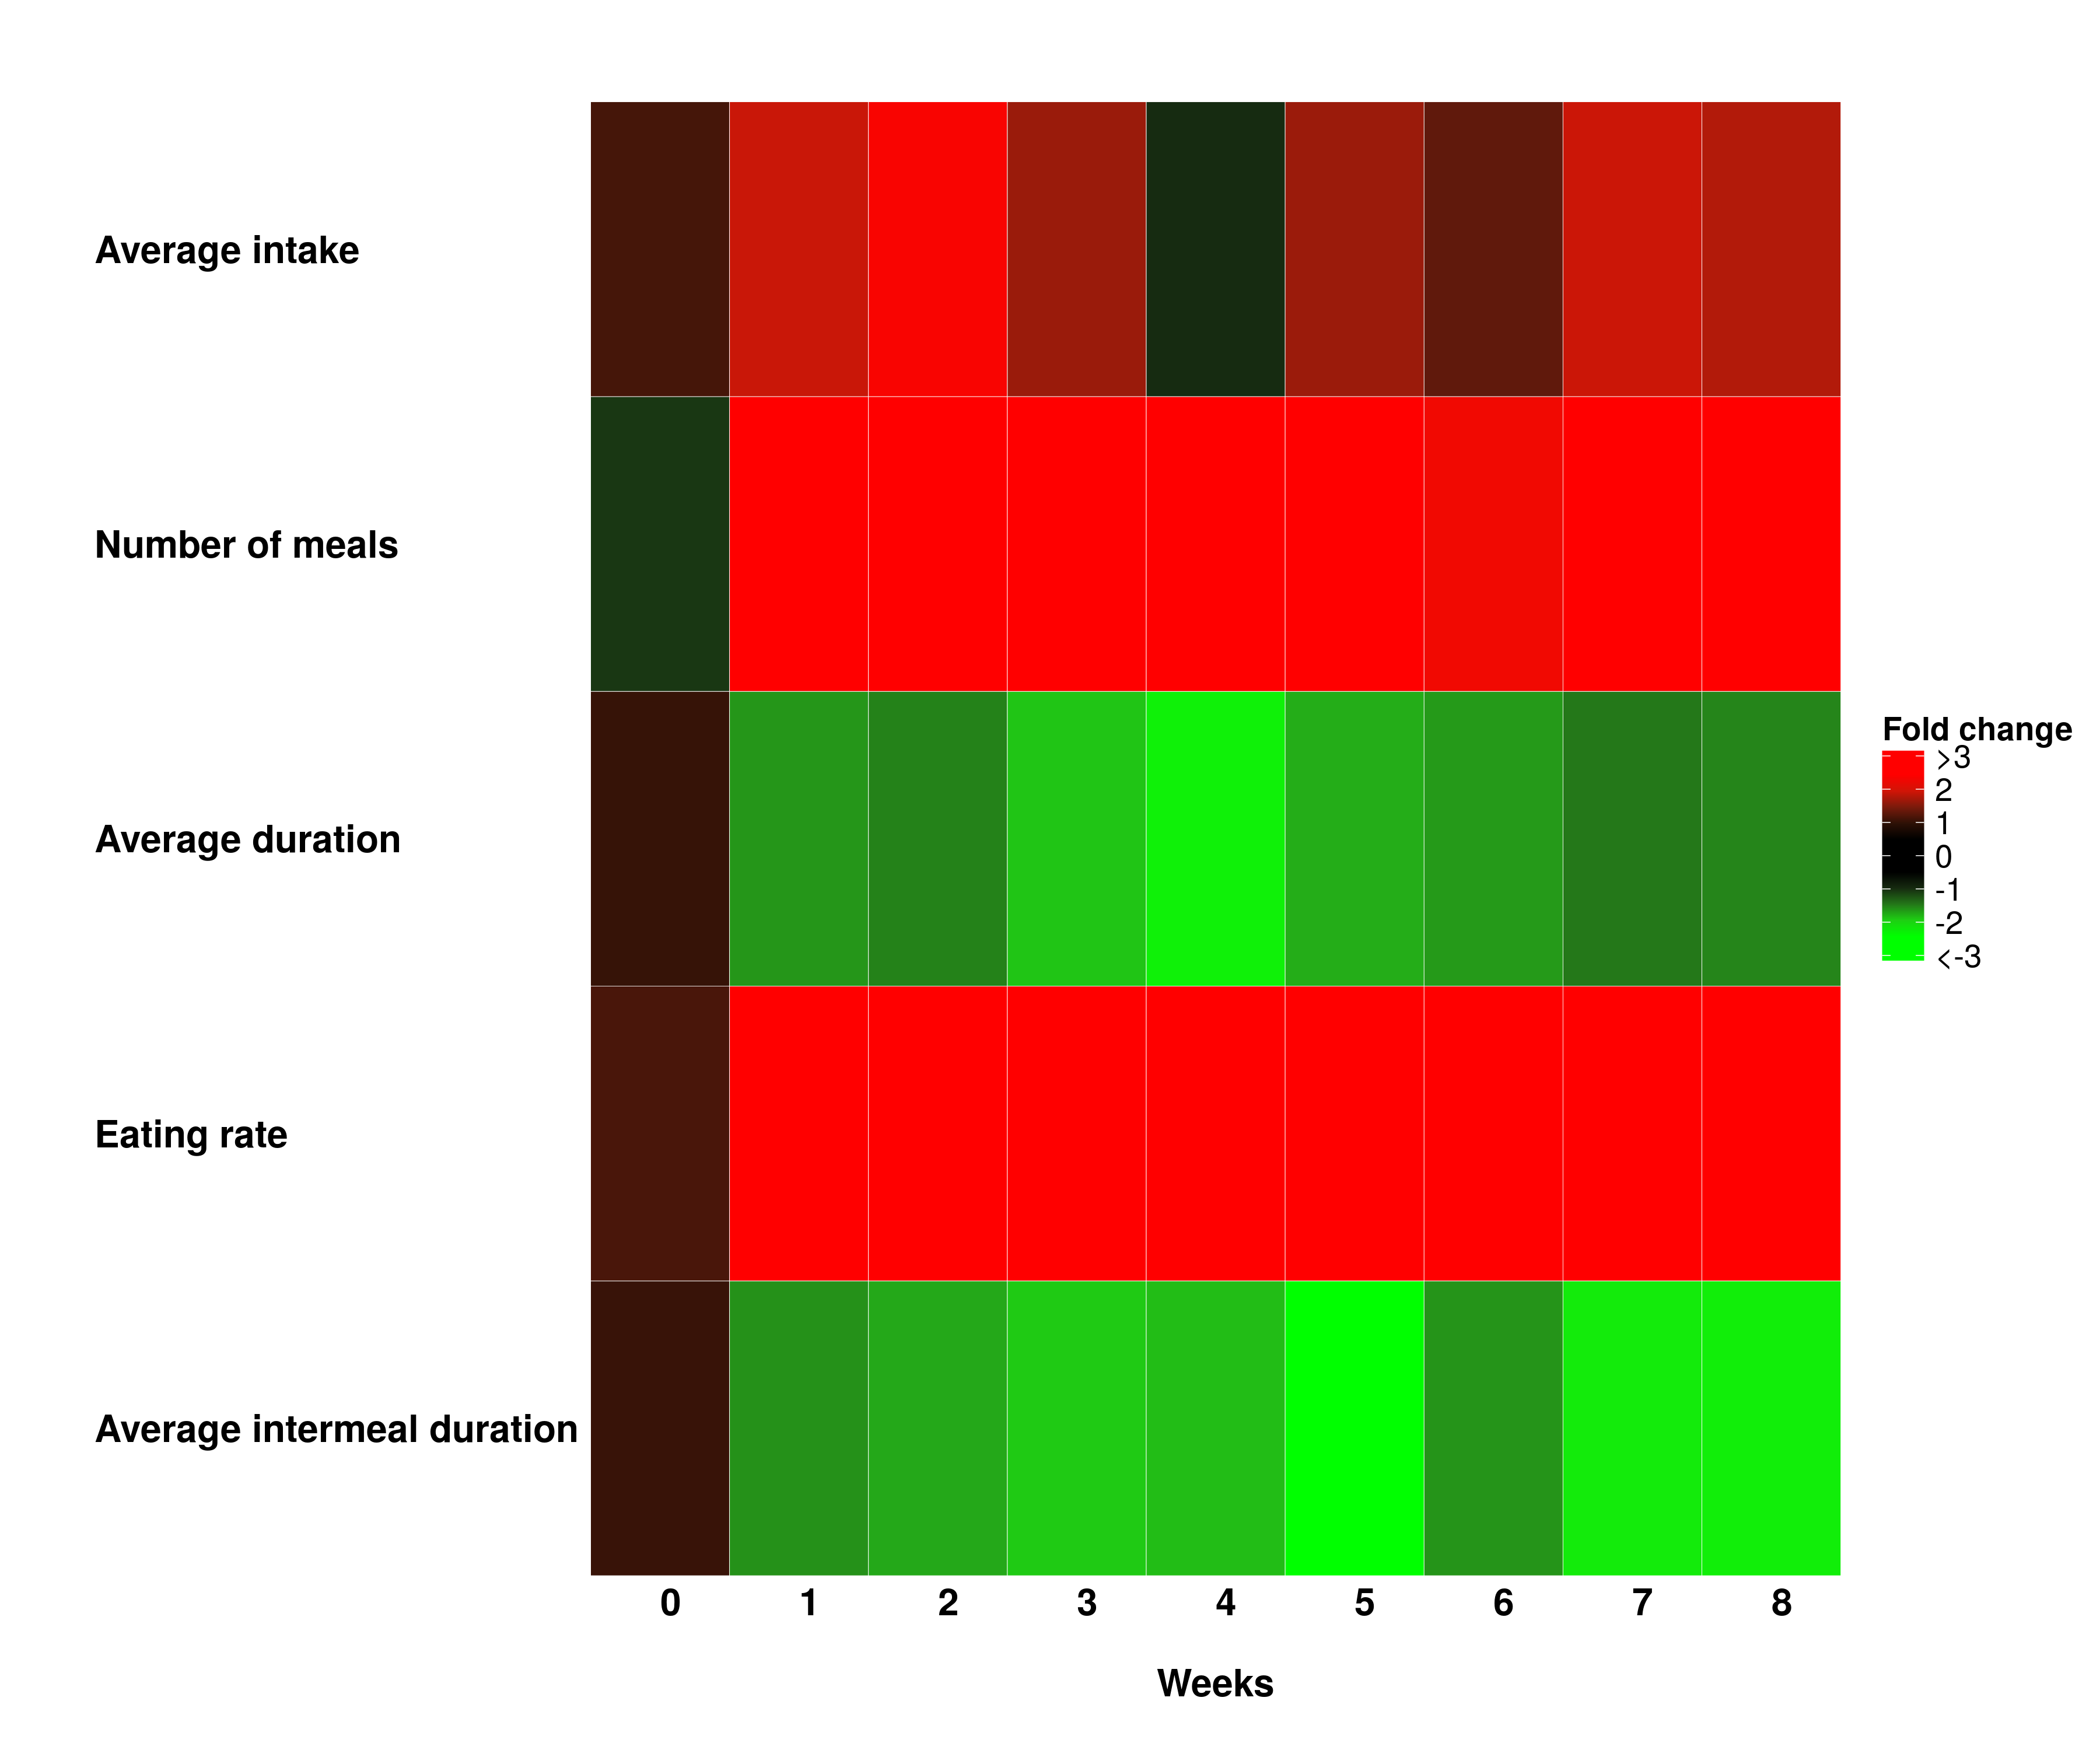 Average intake
Number of meals
Average duration
Eating rate
Average intermeal duration
0 1 2 3 4 5 6 7 8
Weeks
Fold change
>3
2
1
0
-1
-2
<-3